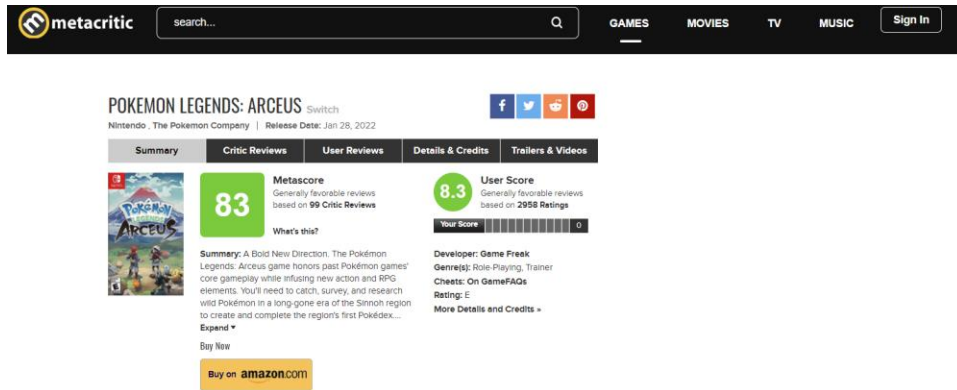 metacritic
search...
GAMES
MOVIES
TV
MUSIC
Sign In
POKEMON LEGENDS: ARCEUS Switch
Nintendo , The Pokemon Company | Release Date: Jan 28, 2022
Summary
Critic Reviews
User Reviews
Details & Credits
Trailers & Videos
POKÉMON
LEGENDS
ARCEUS
83
Metascore
Generally favorable reviews
based on 99 Critic Reviews
What's this?
8.3
User Score
Generally favorable reviews
based on 2958 Ratings
Your Score
0
Summary: A Bold New Direction. The Pokémon
Legends: Arceus game honors past Pokémon games'
core gameplay while infusing new action and RPG
elements. You'll need to catch, survey, and research
wild Pokémon in a long-gone era of the Sinnoh region
to create and complete the region's first Pokédex....
Expand ▼
Developer: Game Freak
Genre(s): Role-Playing, Trainer
Cheats: On GameFAQs
Rating: E
More Details and Credits »
Buy Now
Buy on amazon.com